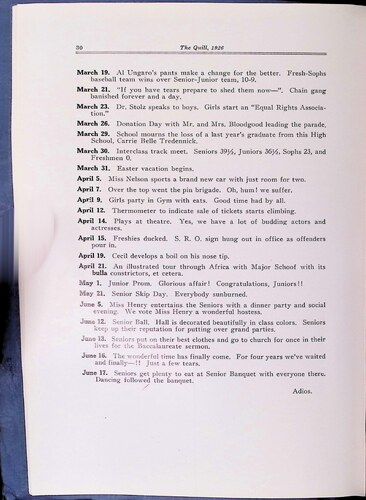 50
The Quill, 1926
March 19. Al Ungaro's pants make a change for the better. Fresh-Sophs
baseball team wins over Senior-Junior team, 10-9.
March 21. "If you have tears prepare to shed them now—". Chain gang
banished forever and a day.
March 23. Dr. Stolz speaks to boys. Girls start an "Equal Rights Associa-
tion."
March 26. Donation Day with Mr. and Mrs. Bloodgood leading the parade.
March 29. School mourns the loss of a last year's graduate from this High
School, Carrie Belle Tredennick.
March 30. Interclass track meet. Seniors 39½, Juniors 36½, Sophs 23, and
Freshmen 0.
March 31. Easter vacation begins.
April 5. Miss Nelson sports a brand new car with just room for two.
April 7. Over the top went the pin brigade. Oh, hum! we suffer.
April 9. Girls party in Gym with eats. Good time had by all.
April 12. Thermometer to indicate sale of tickets starts climbing.
April 14. Plays at theatre. Yes, we have a lot of budding actors and
actresses.
April 15. Freshies ducked. S. R. O. sign hung out in office as offenders
pour in.
April 19. Cecil develops a boil on his nose tip.
April 21. An illustrated tour through Africa with Major Schoof with its
bulla constrictors, et cetera.
May 1. Junior Prom. Glorious affair! Congratulations, Juniors!!
May 21. Senior Skip Day. Everybody sunburned.
June 5. Miss Henry entertains the Seniors with a dinner party and social
evening. We vote Miss Henry a wonderful hostess.
June 12. Senior Ball. Hall is decorated beautifully in class colors. Seniors
keep up their reputation for putting over grand parties.
June 13. Seniors put on their best clothes and go to church for once in their
lives for the Baccalaureate sermon.
June 16. The wonderful time has finally come. For four years we've waited
and finally—!! Just a few tears.
June 17. Seniors get plenty to eat at Senior Banquet with everyone there.
Dancing followed the banquet.
Adios.